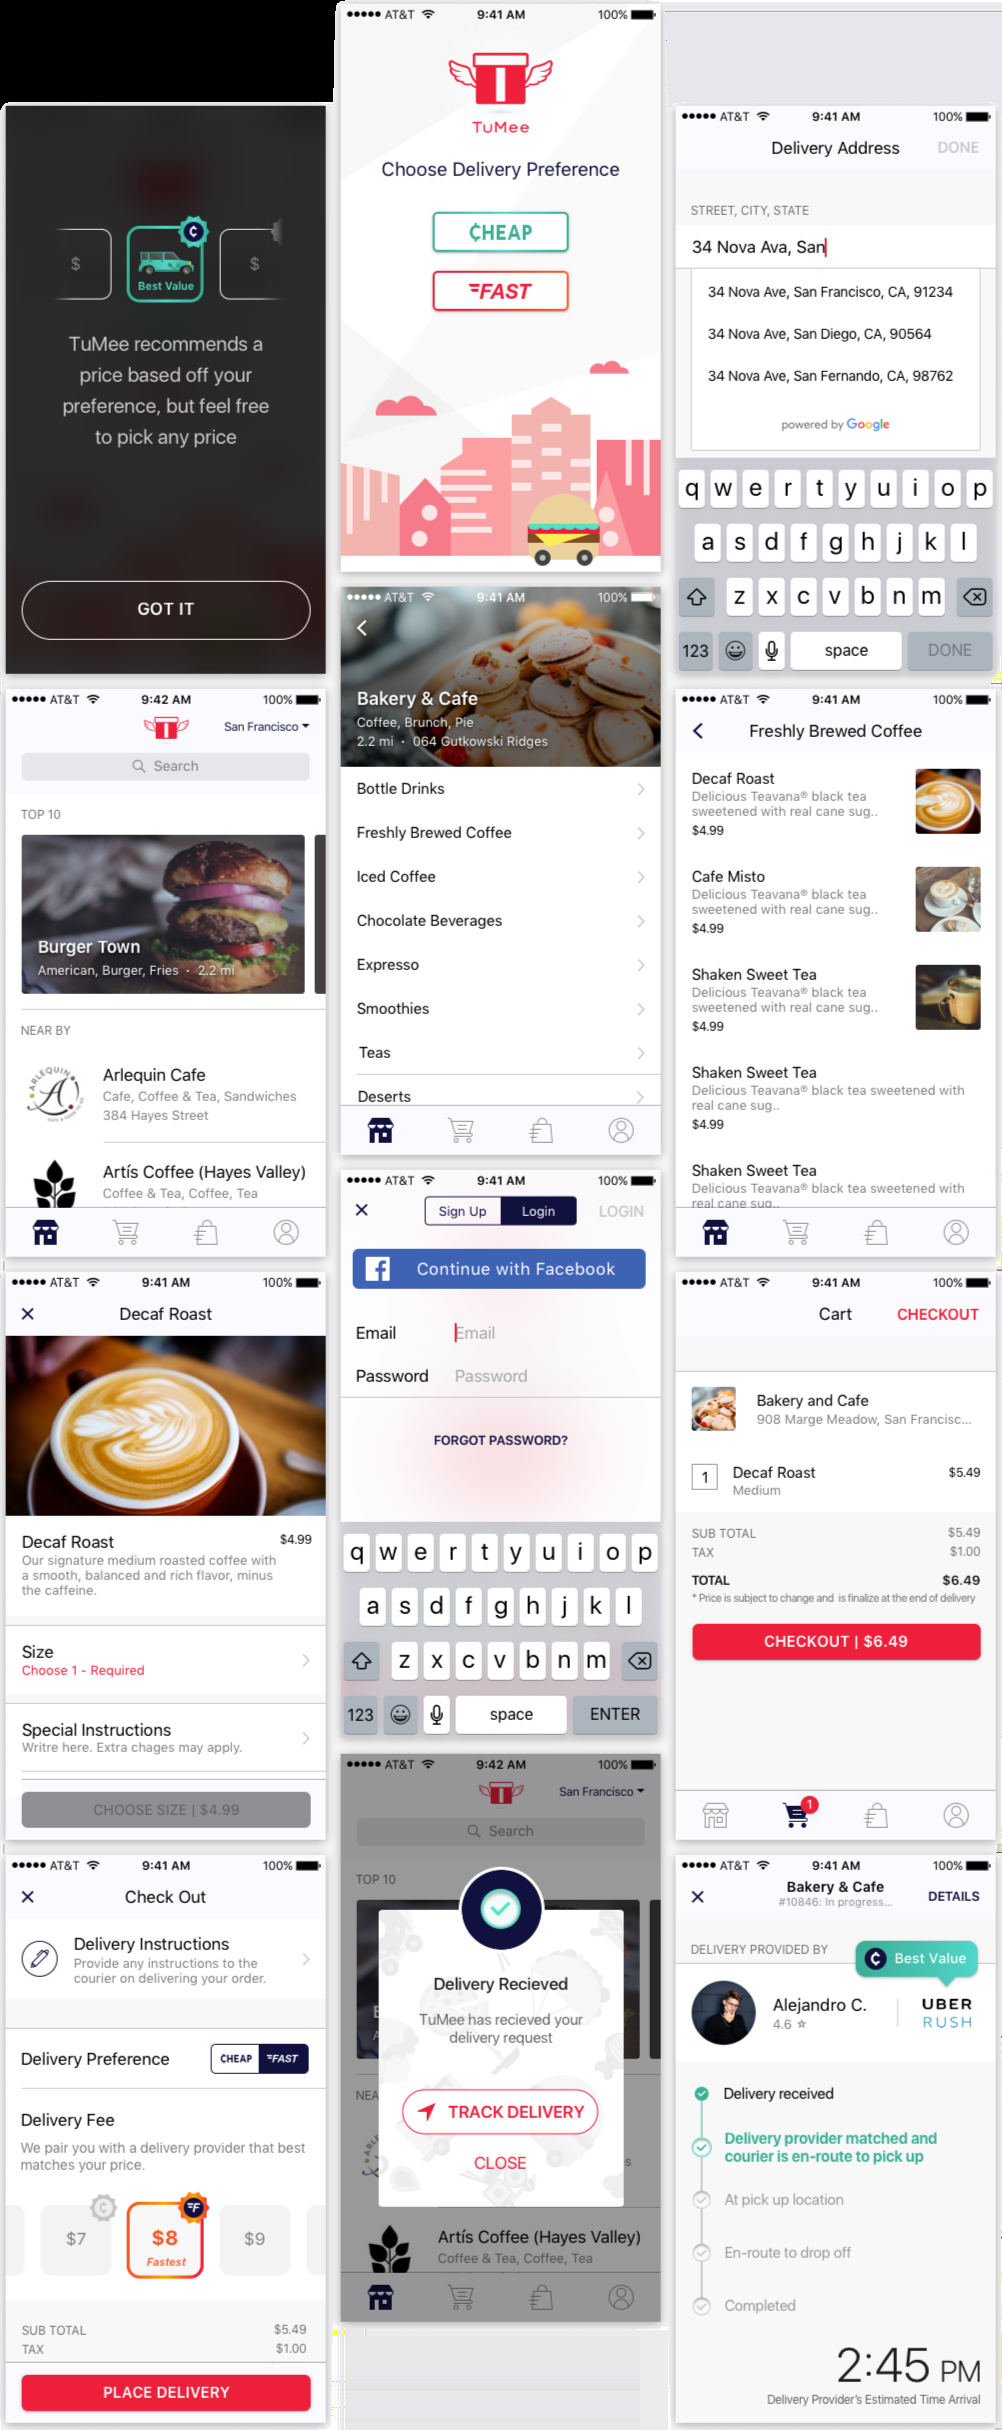 $
Best Value
$
TuMee recommends a
price based off your
preference, but feel free
to pick any price
GOT IT
AT&T 9:42 AM 100%
San Francisco
Search
TOP 10
Burger Town
American, Burger, Fries · 2.2 mi
NEAR BY
ARLEQUIN
Arlequin Cafe
Cafe, Coffee & Tea, Sandwiches
384 Hayes Street
Artís Coffee (Hayes Valley)
Coffee & Tea, Coffee, Tea
AT&T 9:41 AM 100%
Decaf Roast
Decaf Roast $4.99
Our signature medium roasted coffee with
a smooth, balanced and rich flavor, minus
the caffeine.
Size
Choose 1 - Required
Special Instructions
Writre here. Extra chages may apply.
CHOOSE SIZE | $4.99
AT&T 9:41 AM 100%
Check Out
Delivery Instructions
Provide any instructions to the
courier on delivering your order.
Delivery Preference ¢HEAP FAST
Delivery Fee
We pair you with a delivery provider that best
matches your price.
$7 $8 $9
Fastest
SUB TOTAL $5.49
TAX $1.00
PLACE DELIVERY
AT&T 9:41 AM 100%
TuMee
Choose Delivery Preference
¢HEAP
FAST
AT&T 9:41 AM 100%
Bakery & Cafe
Coffee, Brunch, Pie
2.2 mi · 064 Gutkowski Ridges
Bottle Drinks
Freshly Brewed Coffee
Iced Coffee
Chocolate Beverages
Expresso
Smoothies
Teas
Deserts
AT&T 9:41 AM 100%
Sign Up Login LOGIN
Continue with Facebook
Email Email
Password Password
FORGOT PASSWORD?
q w e r t y u i o p
a s d f g h j k l
z x c v b n m
123 space ENTER
AT&T 9:42 AM 100%
San Francisco
Search
TOP 10
Delivery Recieved
TuMee has recieved your
delivery request
TRACK DELIVERY
CLOSE
Artís Coffee (Hayes Valley)
Coffee & Tea, Coffee, Tea
AT&T 9:41 AM 100%
Delivery Address DONE
STREET, CITY, STATE
34 Nova Ava, San
34 Nova Ave, San Francisco, CA, 91234
34 Nova Ave, San Diego, CA, 90564
34 Nova Ave, San Fernando, CA, 98762
powered by Google
q w e r t y u i o p
a s d f g h j k l
z x c v b n m
123 space DONE
AT&T 9:41 AM 100%
Freshly Brewed Coffee
Decaf Roast
Delicious Teavana® black tea
sweetened with real cane sug..
$4.99
Cafe Misto
Delicious Teavana® black tea
sweetened with real cane sug..
$4.99
Shaken Sweet Tea
Delicious Teavana® black tea
sweetened with real cane sug..
$4.99
Shaken Sweet Tea
Delicious Teavana® black tea sweetened with
real cane sug..
$4.99
Shaken Sweet Tea
Delicious Teavana® black tea sweetened with
real cane sug..
AT&T 9:41 AM 100%
Cart CHECKOUT
Bakery and Cafe
908 Marge Meadow, San Francisc...
1 Decaf Roast $5.49
Medium
SUB TOTAL $5.49
TAX $1.00
TOTAL $6.49
* Price is subject to change and is finalize at the end of delivery
CHECKOUT | $6.49
1
AT&T 9:41 AM 100%
Bakery & Cafe
#10846: In progress...
DETAILS
DELIVERY PROVIDED BY
¢ Best Value
Alejandro C.
4.6 ☆
UBER
RUSH
Delivery received
Delivery provider matched and
courier is en-route to pick up
At pick up location
En-route to drop off
Completed
2:45 PM
Delivery Provider's Estimated Time Arrival